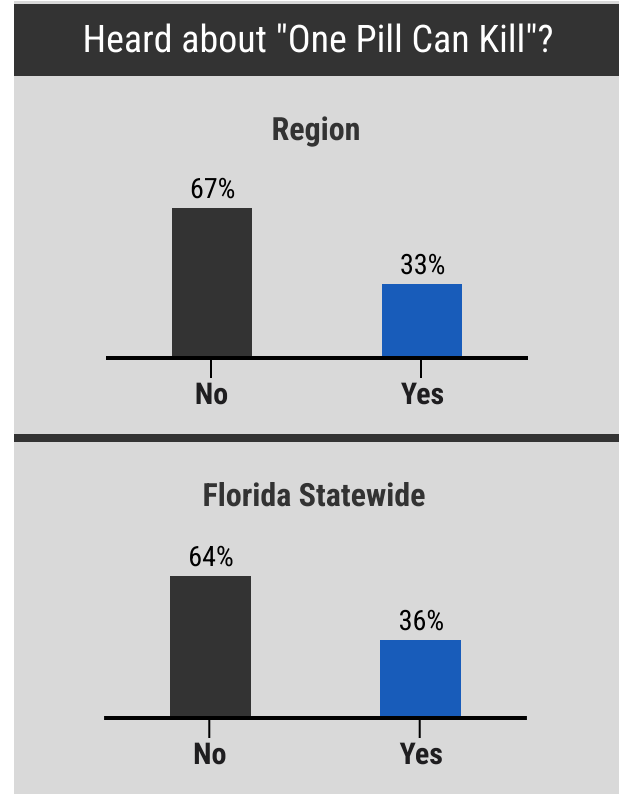 Heard about "One Pill Can Kill"?
Region
67%
33%
No
Yes
Florida Statewide
64%
36%
No
Yes